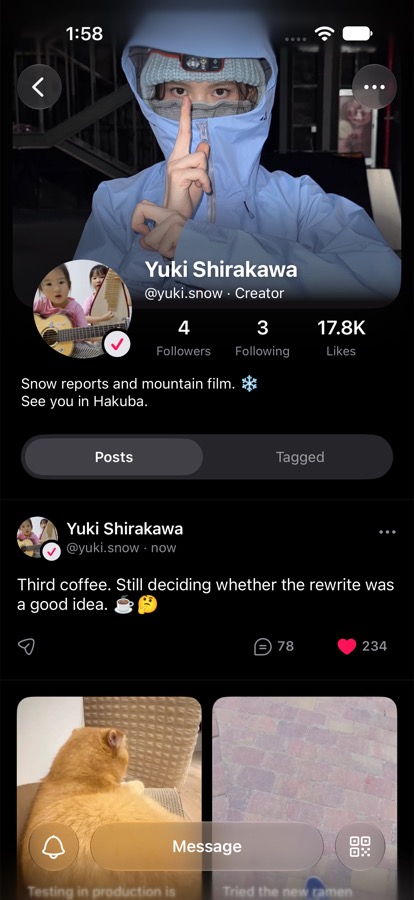 1:58
Yuki Shirakawa
@yuki.snow · Creator
4
Followers
3
Following
17.8K
Likes
Snow reports and mountain film. ❄️
See you in Hakuba.
Posts
Tagged
Yuki Shirakawa
@yuki.snow · now
Third coffee. Still deciding whether the rewrite was
a good idea. ☕🤔
78
234
Message
Testing in production is
Tried the new ramen